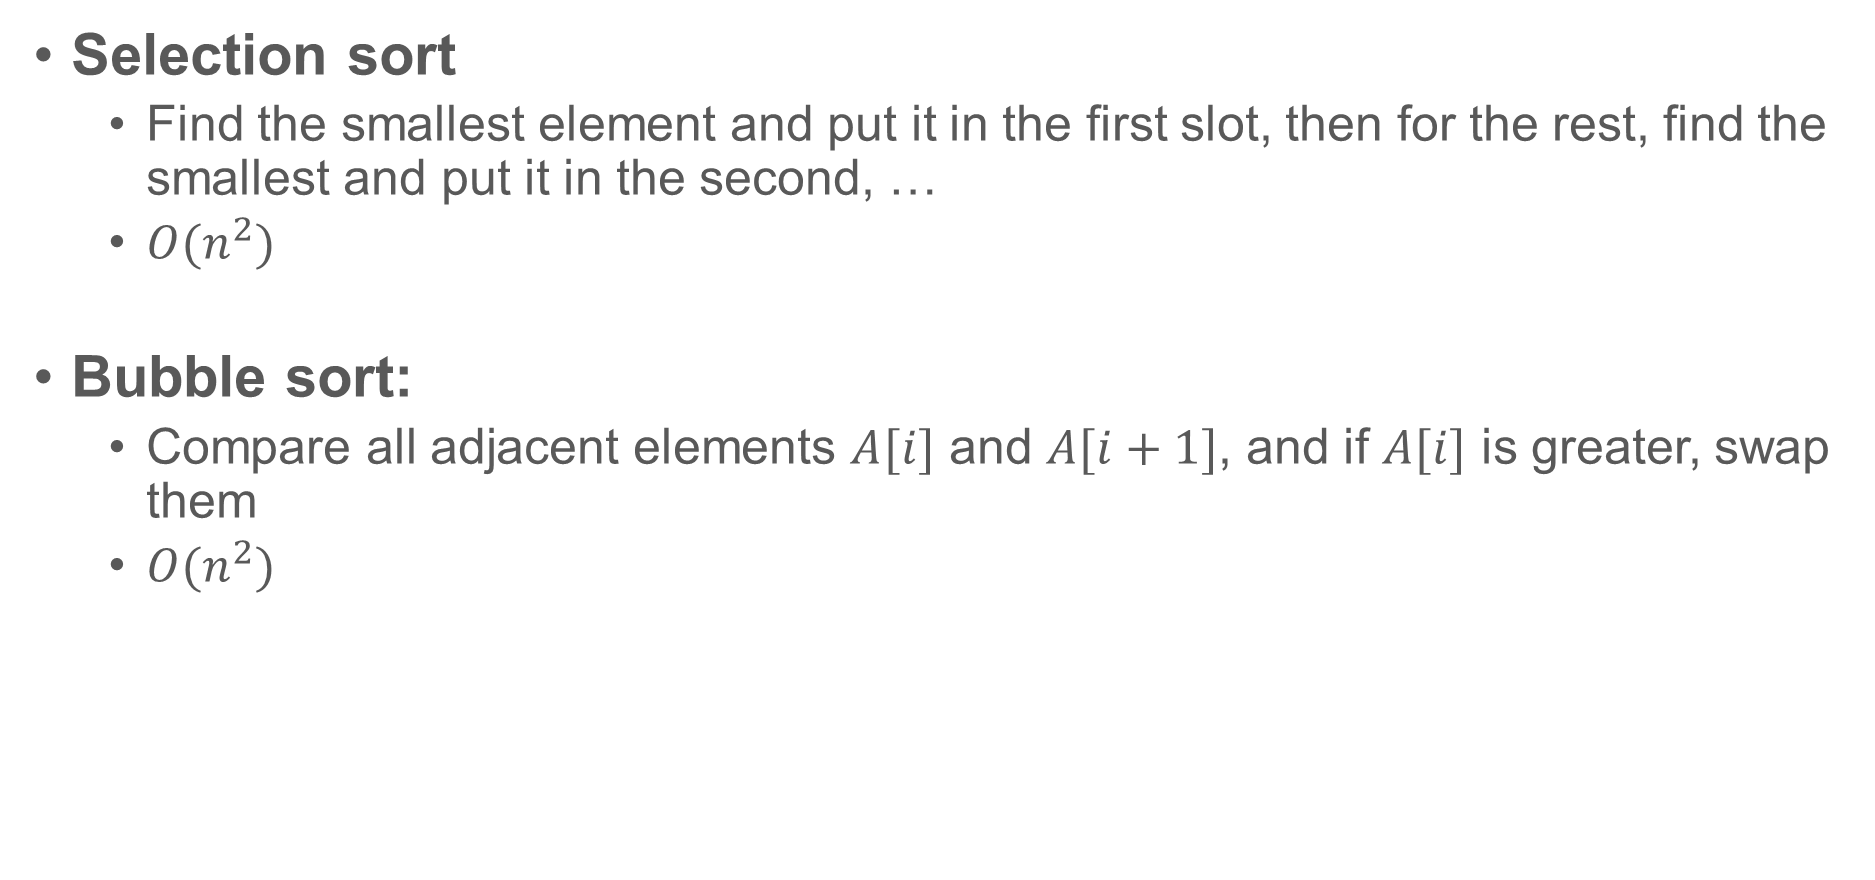 • Selection sort
• Find the smallest element and put it in the first slot, then for the rest, find the
smallest and put it in the second, …
• 𝑂(𝑛²)
• Bubble sort:
• Compare all adjacent elements 𝐴[𝑖] and 𝐴[𝑖 + 1], and if 𝐴[𝑖] is greater, swap
them
• 𝑂(𝑛²)